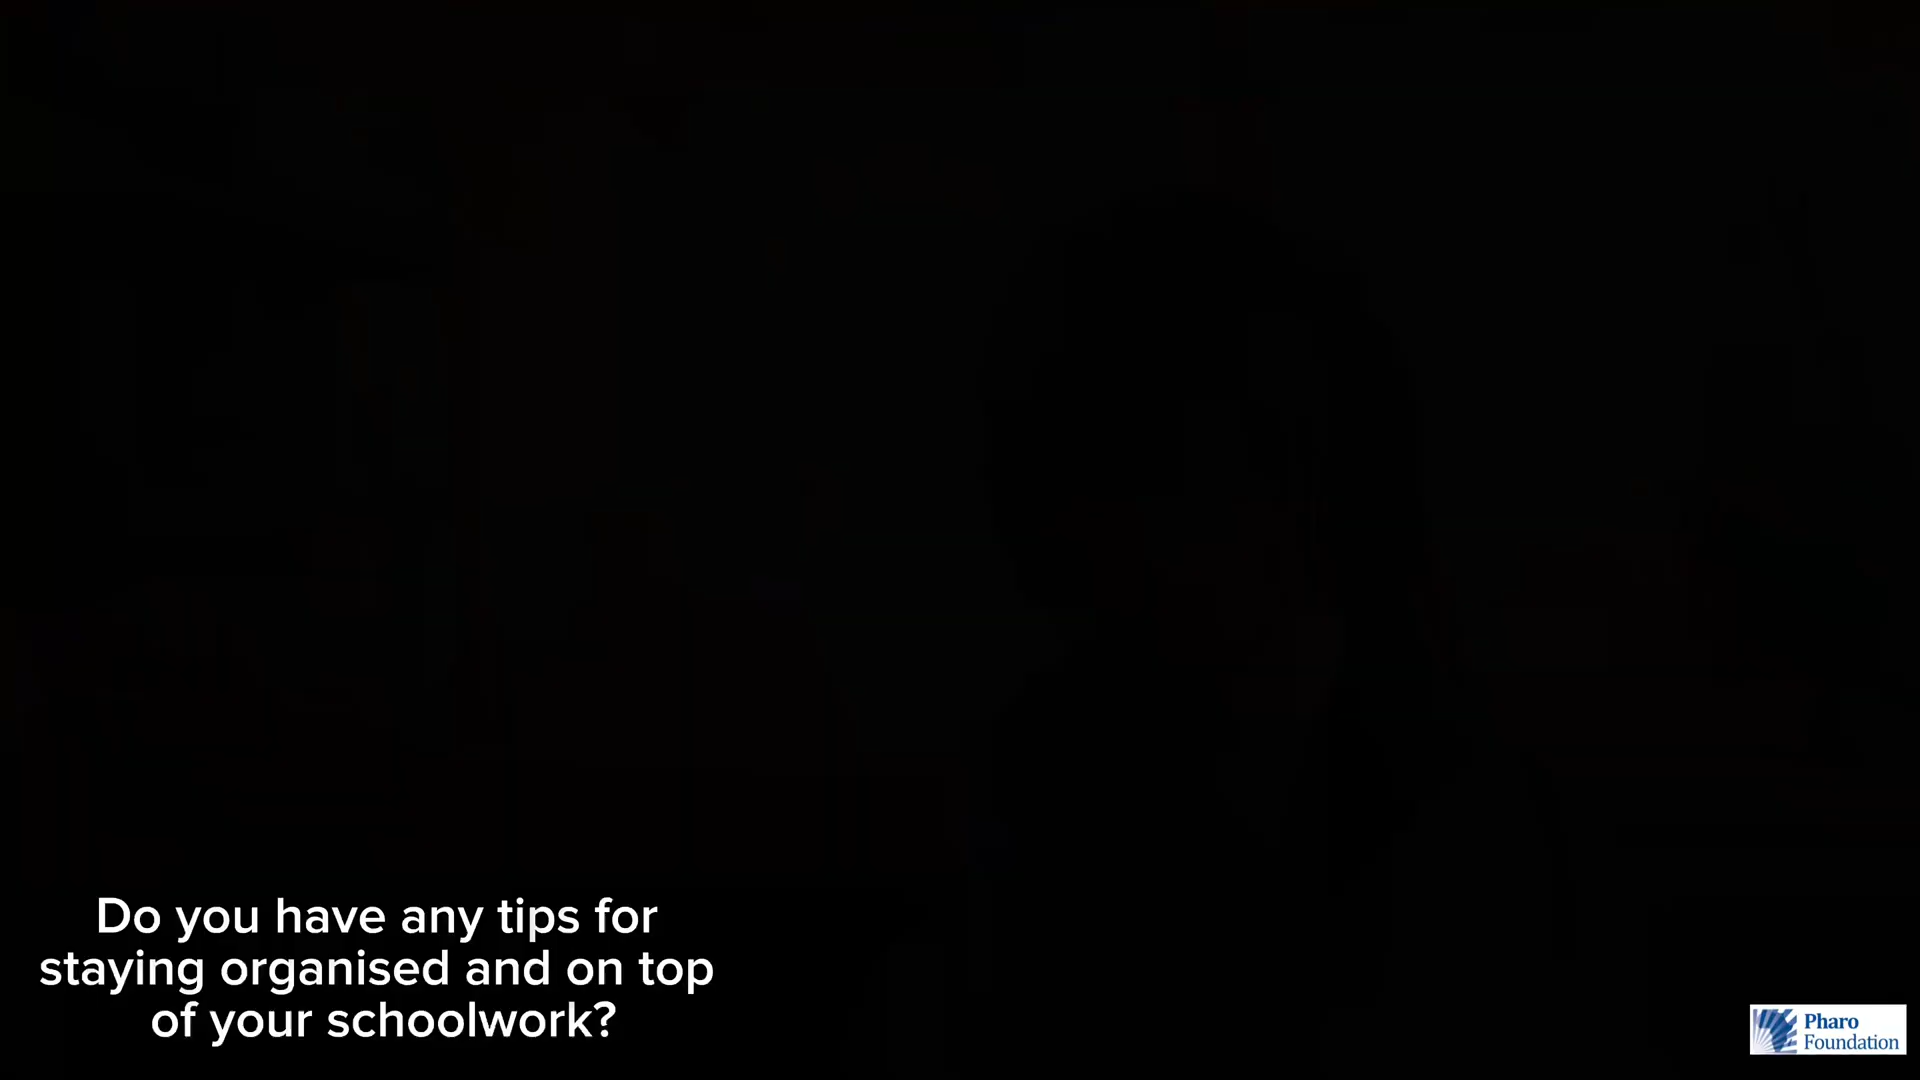 Do you have any tips for
staying organised and on top
of your schoolwork?
Pharo
Foundation